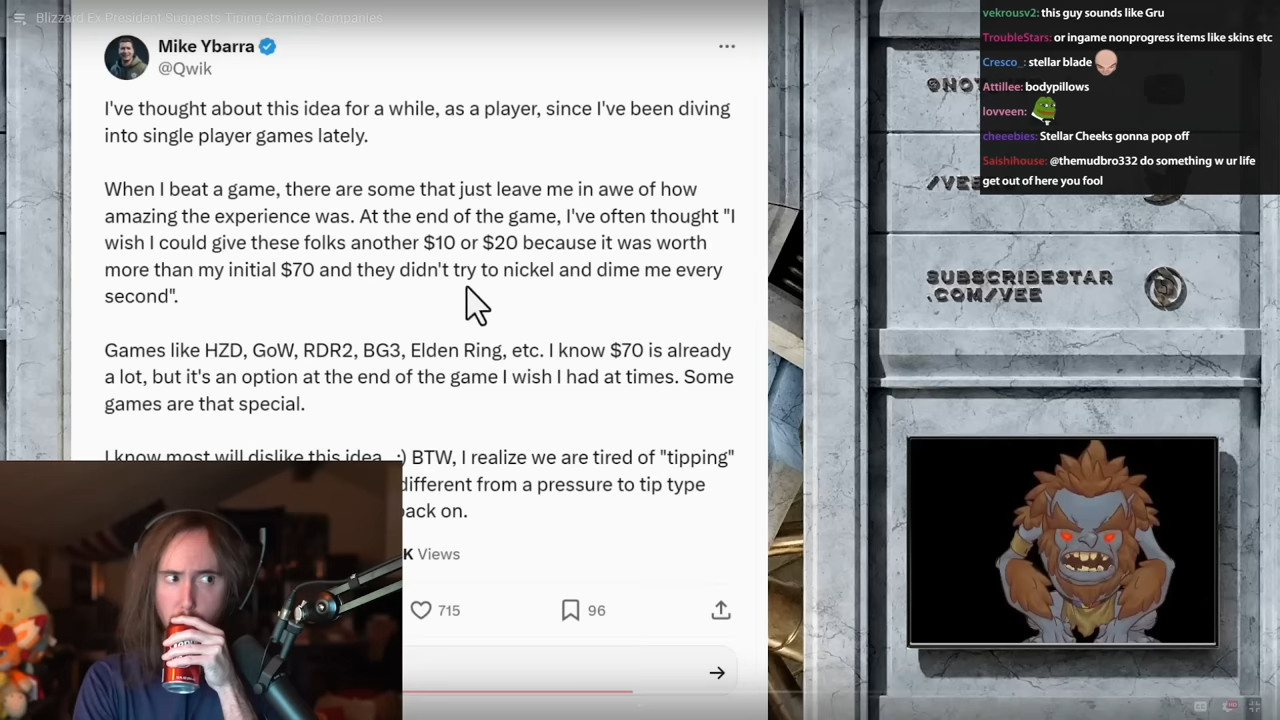 Blizzard Ex President Suggests Tiping Gaming Companies
Mike Ybarra
@Qwik
I've thought about this idea for a while, as a player, since I've been diving
into single player games lately.
When I beat a game, there are some that just leave me in awe of how
amazing the experience was. At the end of the game, I've often thought "I
wish I could give these folks another $10 or $20 because it was worth
more than my initial $70 and they didn't try to nickel and dime me every
second".
Games like HZD, GoW, RDR2, BG3, Elden Ring, etc. I know $70 is already
a lot, but it's an option at the end of the game I wish I had at times. Some
games are that special.
I know most will dislike this idea. :) BTW, I realize we are tired of "tipping"
different from a pressure to tip type
back on.
K Views
715
96
vekrousv2: this guy sounds like Gru
TroubleStars: or ingame nonprogress items like skins etc
Cresco_: stellar blade
Attillee: bodypillows
lovveen:
cheeebies: Stellar Cheeks gonna pop off
Saishihouse: @themudbro332 do something w ur life
get out of here you fool
@NOT
/VEE
SUBSCRIBESTAR
.COM/VEE